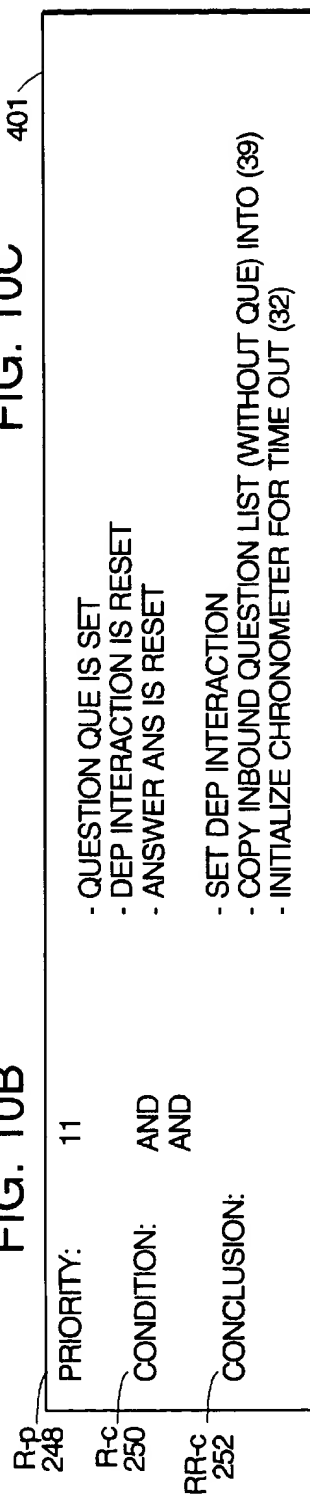 FIG. 10B
FIG. 10C
401
R-p
248
PRIORITY: 11
R-c
250
CONDITION: - QUESTION QUE IS SET
AND - DEP INTERACTION IS RESET
AND - ANSWER ANS IS RESET
RR-c
252
CONCLUSION: - SET DEP INTERACTION
- COPY INBOUND QUESTION LIST (WITHOUT QUE) INTO (39)
- INITIALIZE CHRONOMETER FOR TIME OUT (32)